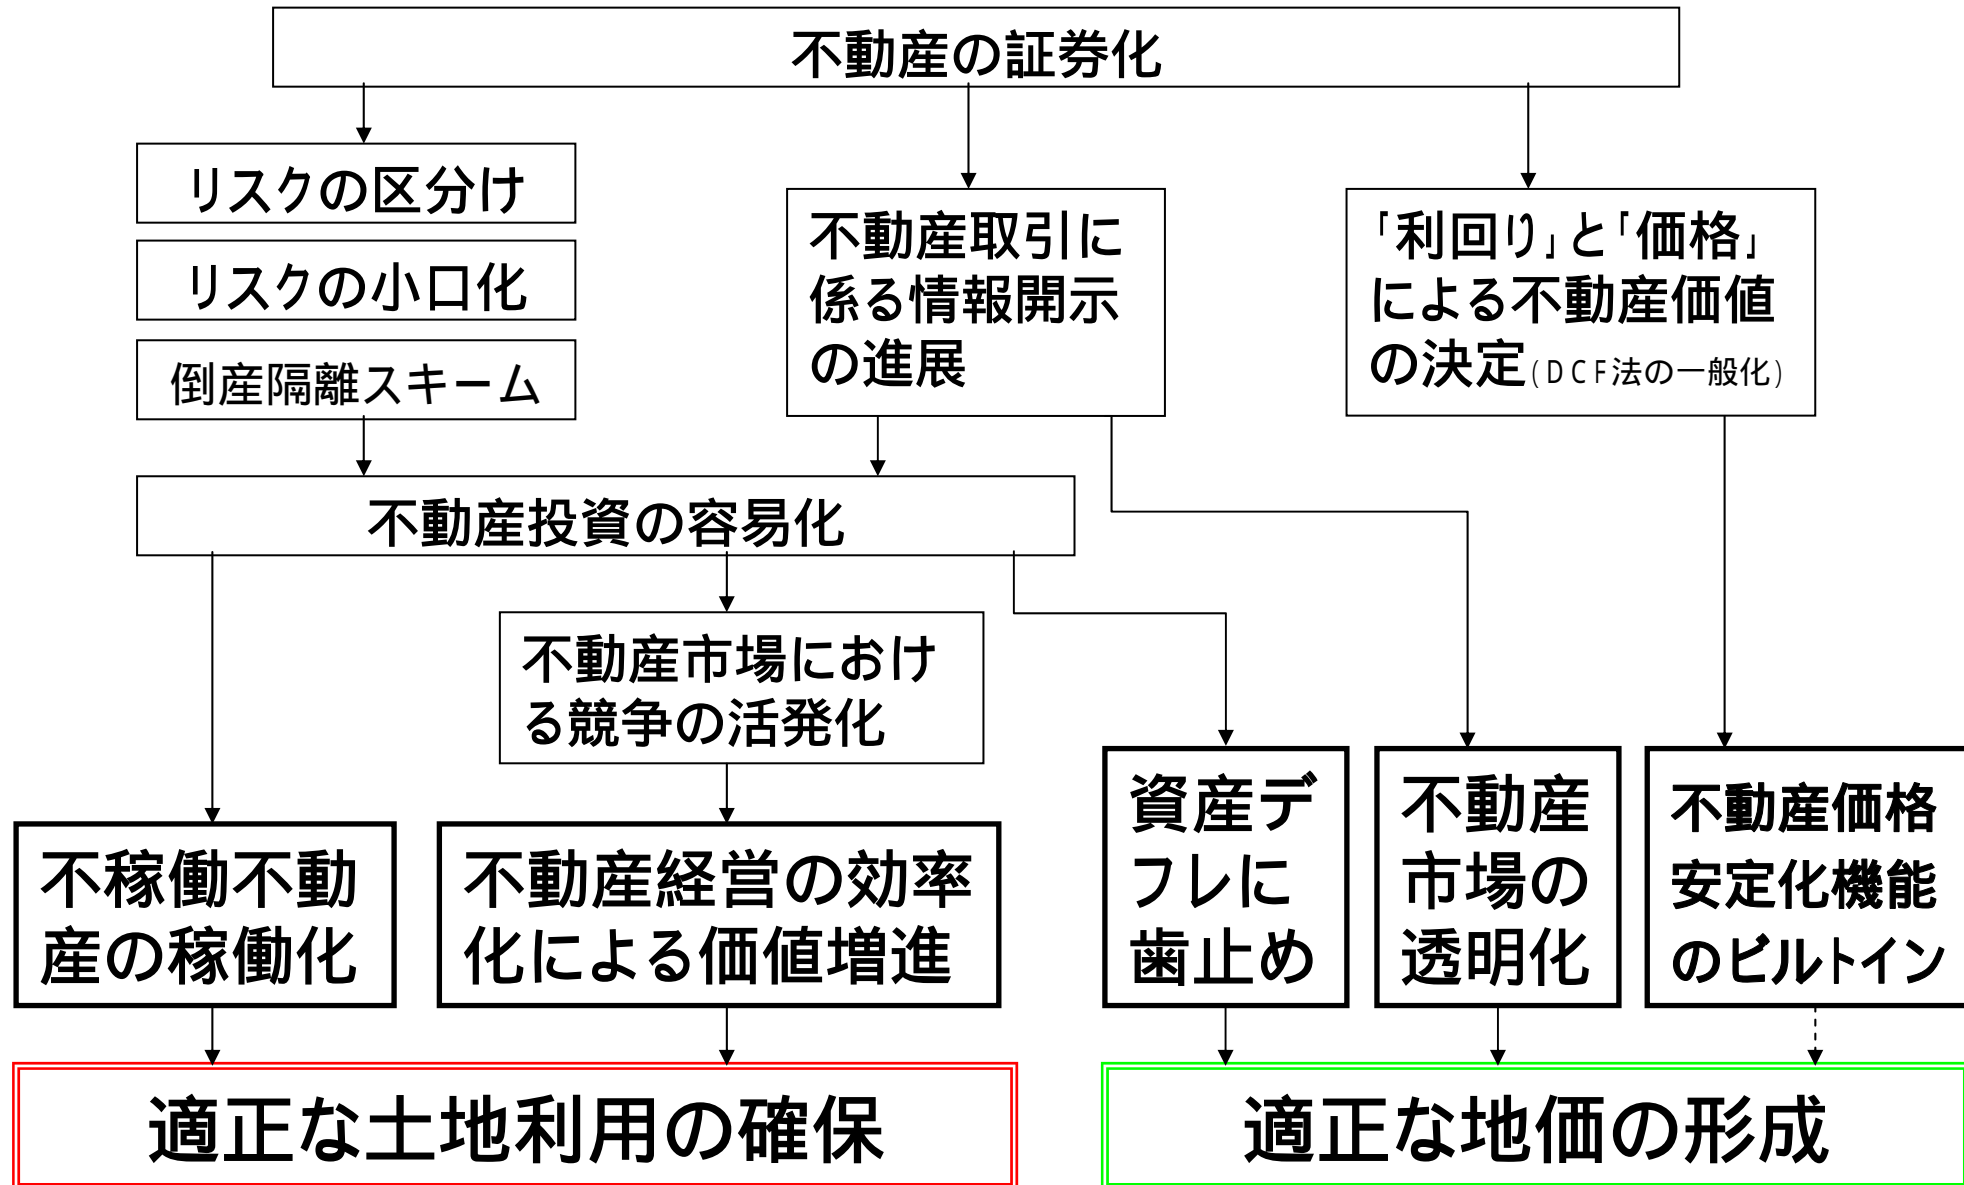 不動産の証券化
リスクの区分け
リスクの小口化
倒産隔離スキーム
不動産取引に
係る情報開示
の進展
「利回り」と「価格」
による不動産価値
の決定(DCF法の一般化)
不動産投資の容易化
不動産市場におけ
る競争の活発化
不稼働不動
産の稼働化
不動産経営の効率
化による価値増進
資産デ
フレに
歯止め
不動産
市場の
透明化
不動産価格
安定化機能
のビルトイン
適正な土地利用の確保
適正な地価の形成